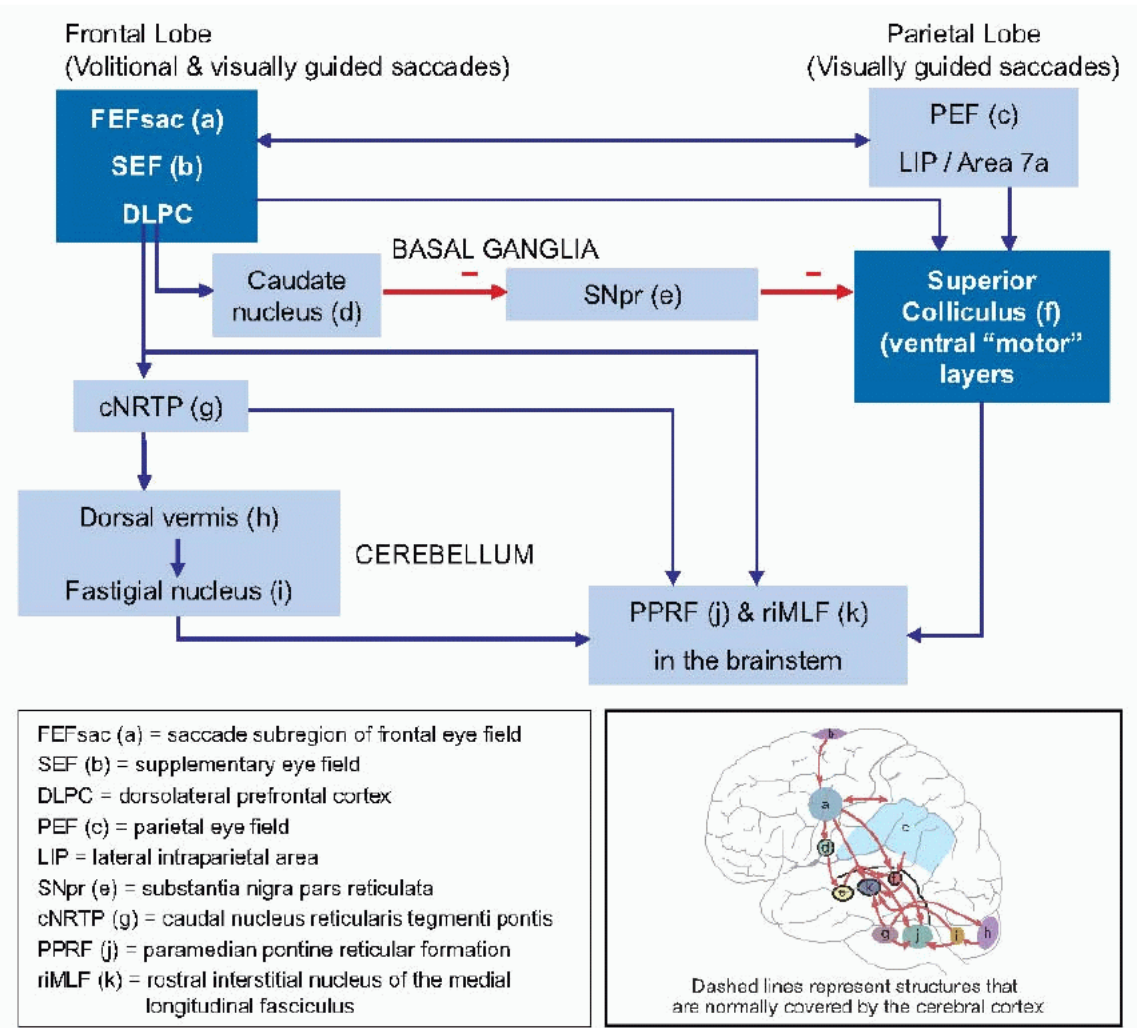 Frontal Lobe
(Volitional & visually guided saccades)
Parietal Lobe
(Visually guided saccades)
FEFsac (a)
SEF (b)
DLPC
PEF (c)
LIP / Area 7a
BASAL GANGLIA
Caudate
nucleus (d)
–
SNpr (e)
–
Superior
Colliculus (f)
(ventral “motor”
layers
cNRTP (g)
Dorsal vermis (h)
Fastigial nucleus (i)
CEREBELLUM
PPRF (j) & riMLF (k)
in the brainstem
FEFsac (a) = saccade subregion of frontal eye field
SEF (b) = supplementary eye field
DLPC = dorsolateral prefrontal cortex
PEF (c) = parietal eye field
LIP = lateral intraparietal area
SNpr (e) = substantia nigra pars reticulata
cNRTP (g) = caudal nucleus reticularis tegmenti pontis
PPRF (j) = paramedian pontine reticular formation
riMLF (k) = rostral interstitial nucleus of the medial
longitudinal fasciculus
b
a
c
d
f
e
k
g
j
i
h
Dashed lines represent structures that
are normally covered by the cerebral cortex